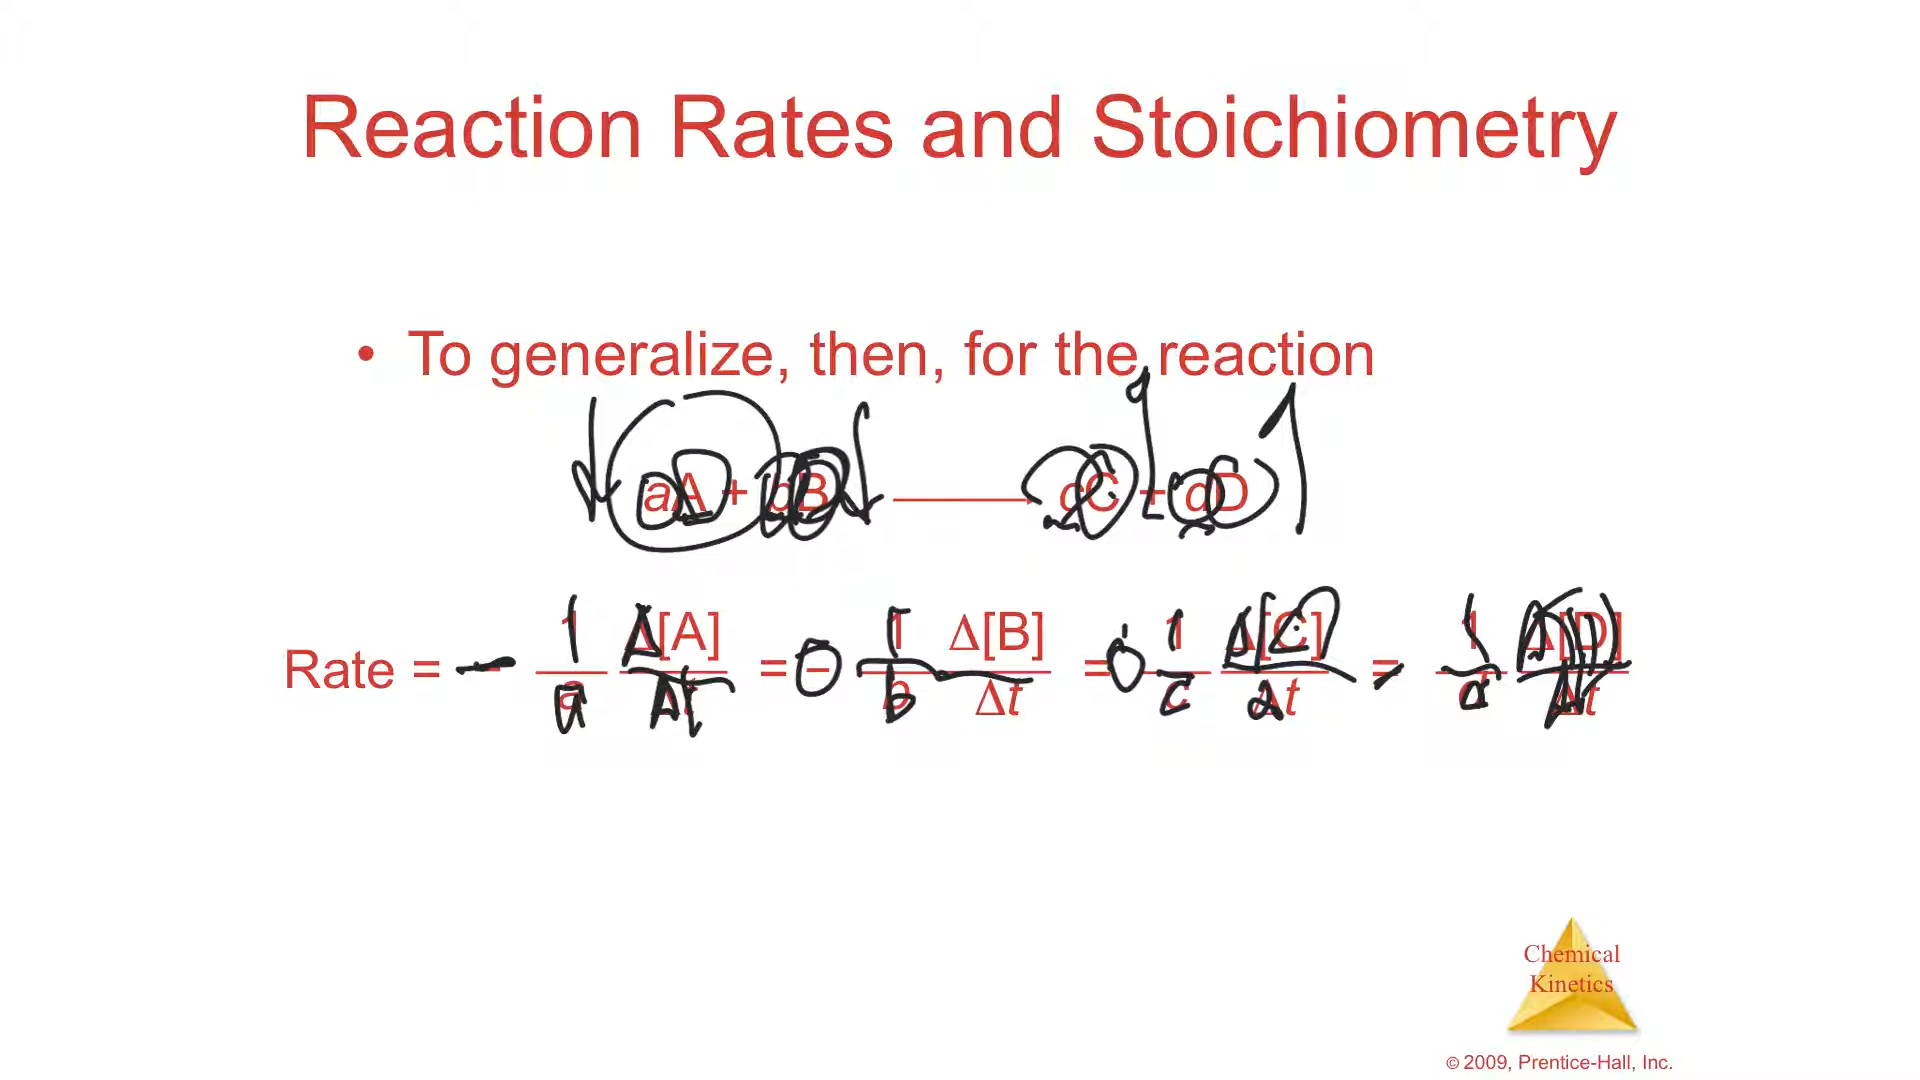 Reaction Rates and Stoichiometry
• To generalize, then, for the reaction
aA + bB ⟶ cC + dD
Rate = − 1/a Δ[A]/Δt = − 1/b Δ[B]/Δt = 1/c Δ[C]/Δt = 1/d Δ[D]/Δt
Chemical
Kinetics
© 2009, Prentice-Hall, Inc.